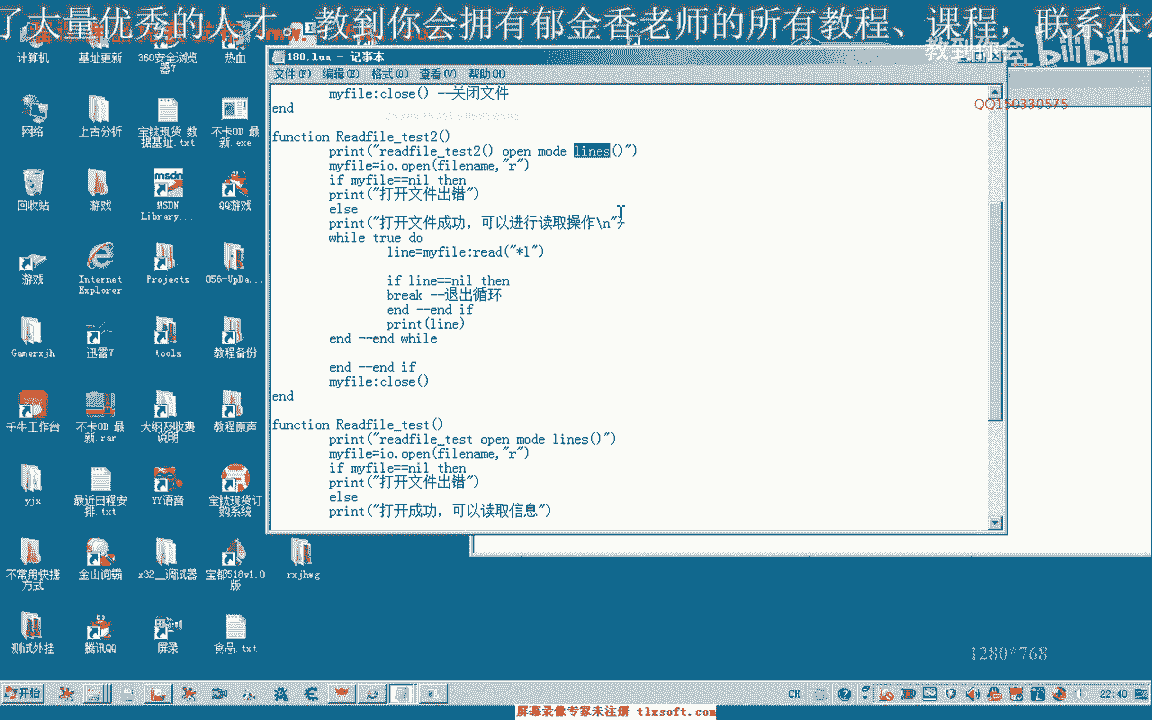 了大量优秀的人才，教到你会拥有郁金香老师的所有教程、课程，联系本
教到你会
bilibili
QQ150330575
180.lua - 记事本
文件(F) 编辑(E) 格式(O) 查看(V) 帮助(H)
myfile:close() --关闭文件
end
function Readfile_test2()
print("readfile_test2() open mode lines()")
myfile=io.open(filename,"r")
if myfile==nil then
print("打开文件出错")
else
print("打开文件成功，可以进行读取操作\n")
while true do
line=myfile:read("*l")
if line==nil then
break --退出循环
end --end if
print(line)
end --end while
end --end if
myfile:close()
end
function Readfile_test()
print("readfile_test open mode lines()")
myfile=io.open(filename,"r")
if myfile==nil then
print("打开文件出错")
else
print("打开成功，可以读取信息")
计算机
基址更新
360安全浏览器7
热血
网络
上古分析
宝钛现货 数据基址.txt
不卡OD 最新.exe
回收站
游戏
MSDN Library...
QQ游戏
游戏
Internet Explorer
Projects
056-UpDa...
Gamerxjh
迅雷7
tools
教程备份
千牛工作台
不卡OD 最新.rar
大纲及收费说明
教程原声
yjx
最近日程安排.txt
YY语音
宝钛现货订购系统
不常用快捷方式
金山词霸
x32__调试器
宝都518v1.0版
rxjhwg
测试外挂
腾讯QQ
屏录
食品.txt
1280*768
开始
CH
22:40
屏幕录像专家未注册 tlxsoft.com